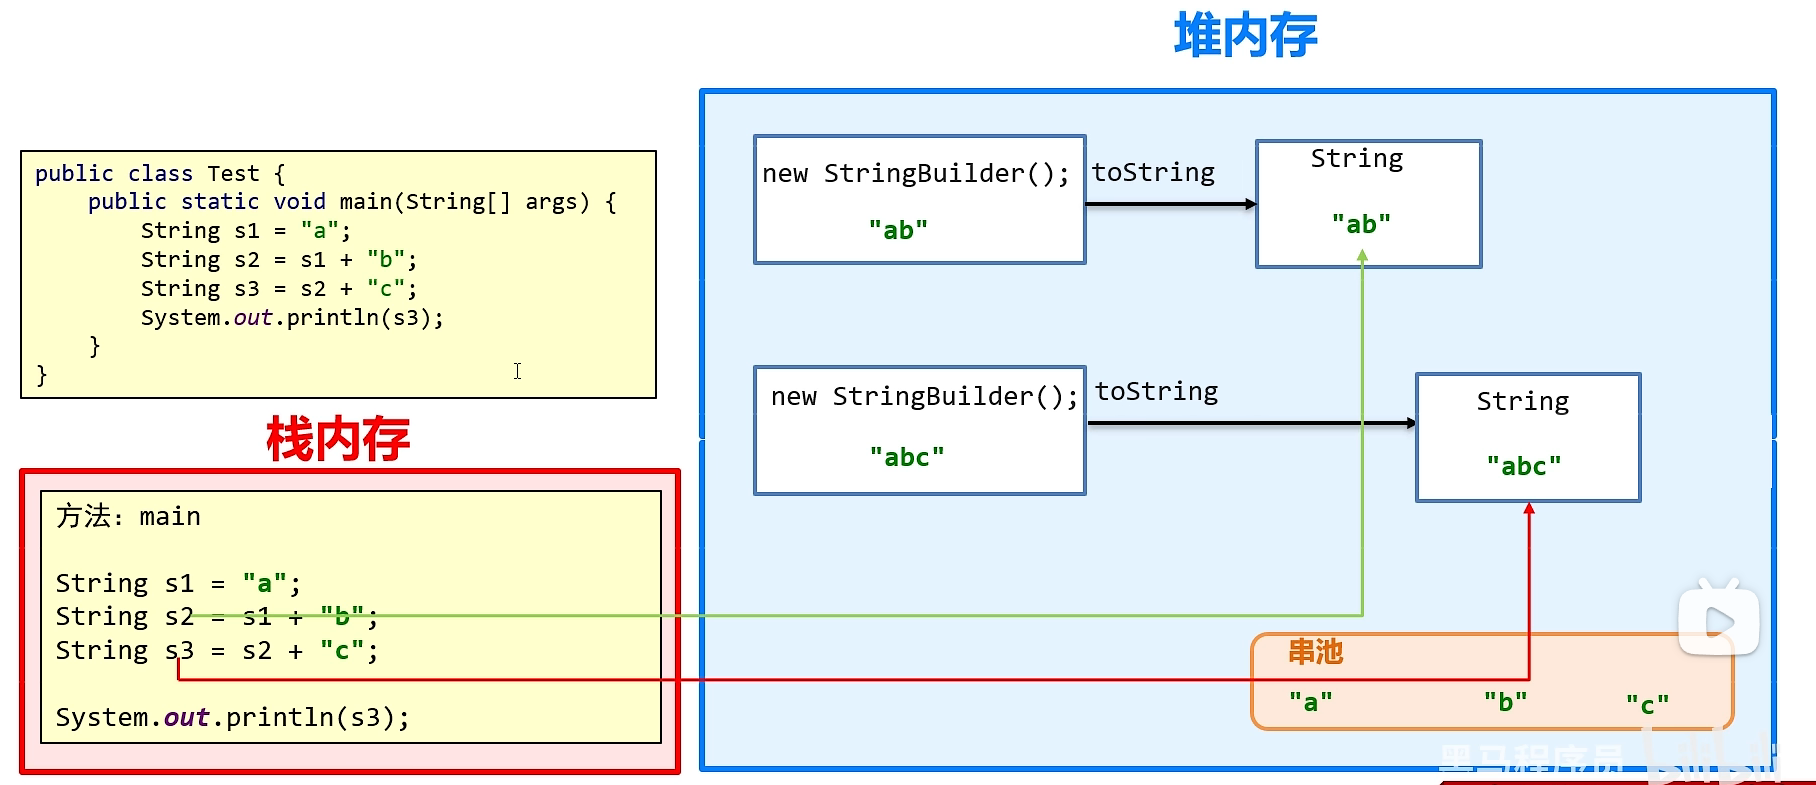 堆内存
public class Test {
public static void main(String[] args) {
String s1 = "a";
String s2 = s1 + "b";
String s3 = s2 + "c";
System.out.println(s3);
}
}
栈内存
方法：main
String s1 = "a";
String s2 = s1 + "b";
String s3 = s2 + "c";
System.out.println(s3);
new StringBuilder();
"ab"
toString
String
"ab"
new StringBuilder();
"abc"
toString
String
"abc"
串池
"a" "b" "c"
黑马程序员 bilibili